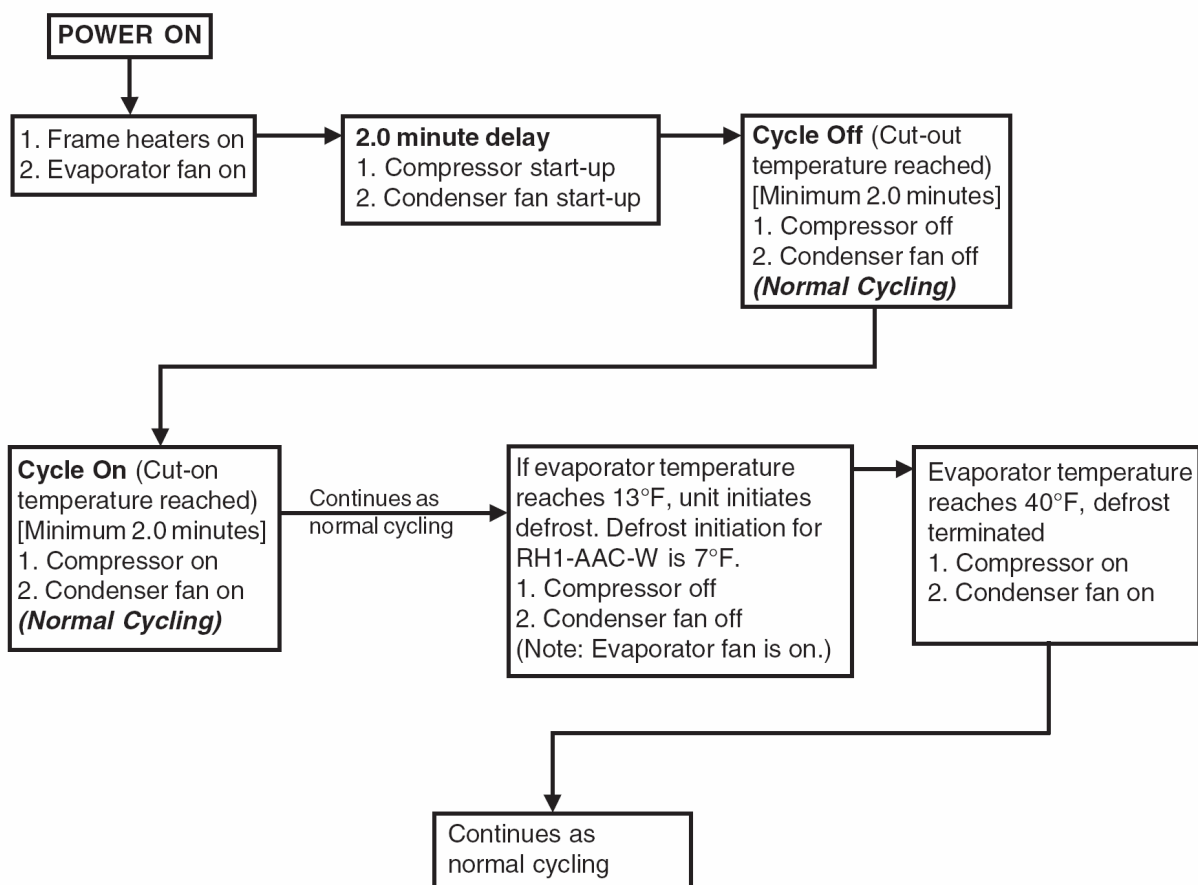 POWER ON
1. Frame heaters on
2. Evaporator fan on
2.0 minute delay
1. Compressor start-up
2. Condenser fan start-up
Cycle Off (Cut-out
temperature reached)
[Minimum 2.0 minutes]
1. Compressor off
2. Condenser fan off
(Normal Cycling)
Cycle On (Cut-on
temperature reached)
[Minimum 2.0 minutes]
1. Compressor on
2. Condenser fan on
(Normal Cycling)
Continues as
normal cycling
If evaporator temperature
reaches 13°F, unit initiates
defrost. Defrost initiation for
RH1-AAC-W is 7°F.
1. Compressor off
2. Condenser fan off
(Note: Evaporator fan is on.)
Evaporator temperature
reaches 40°F, defrost
terminated
1. Compressor on
2. Condenser fan on
Continues as
normal cycling